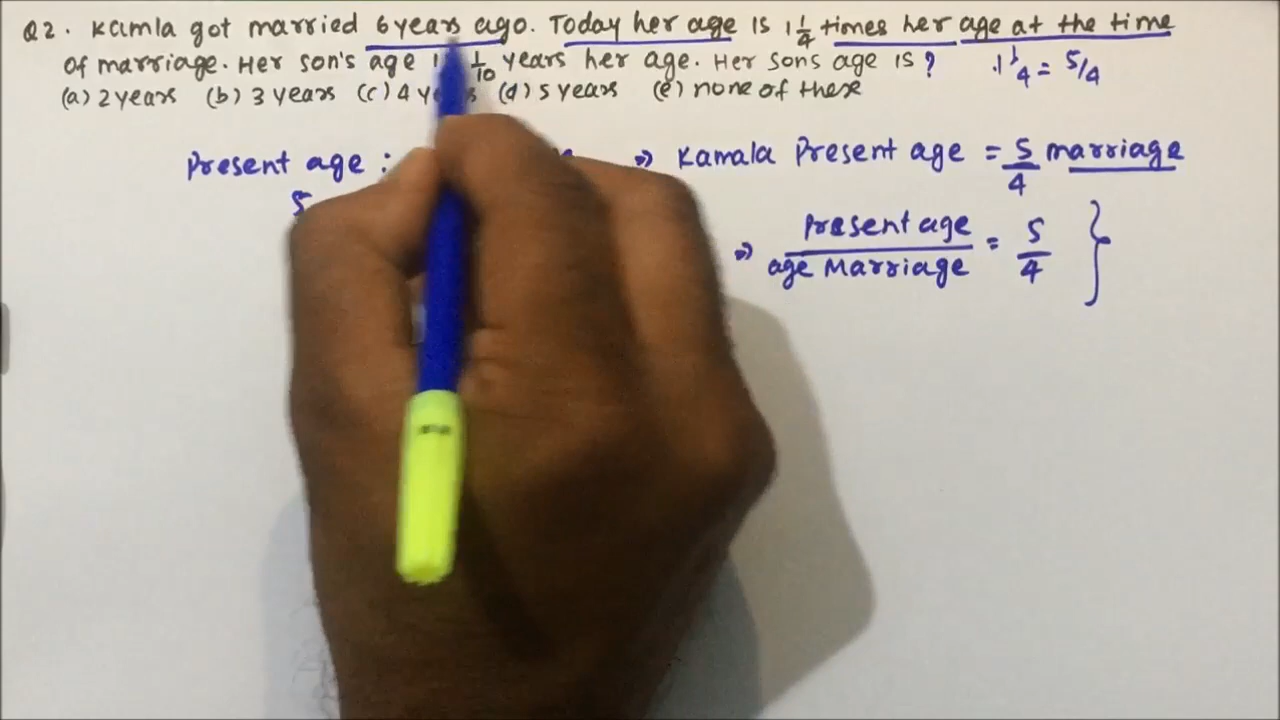 Q2. Kamla got married 6 years ago. Today her age is 1 1/4 times her age at the time
of marriage. Her son's age 1/10 years her age. Her sons age is ? 1 1/4 = 5/4
(a) 2 years (b) 3 years (c) 4 (d) 5 years (e) none of these
Present age :
5
=> Kamala Present age = 5/4 marriage
=> Present age / age Marriage = 5/4 }